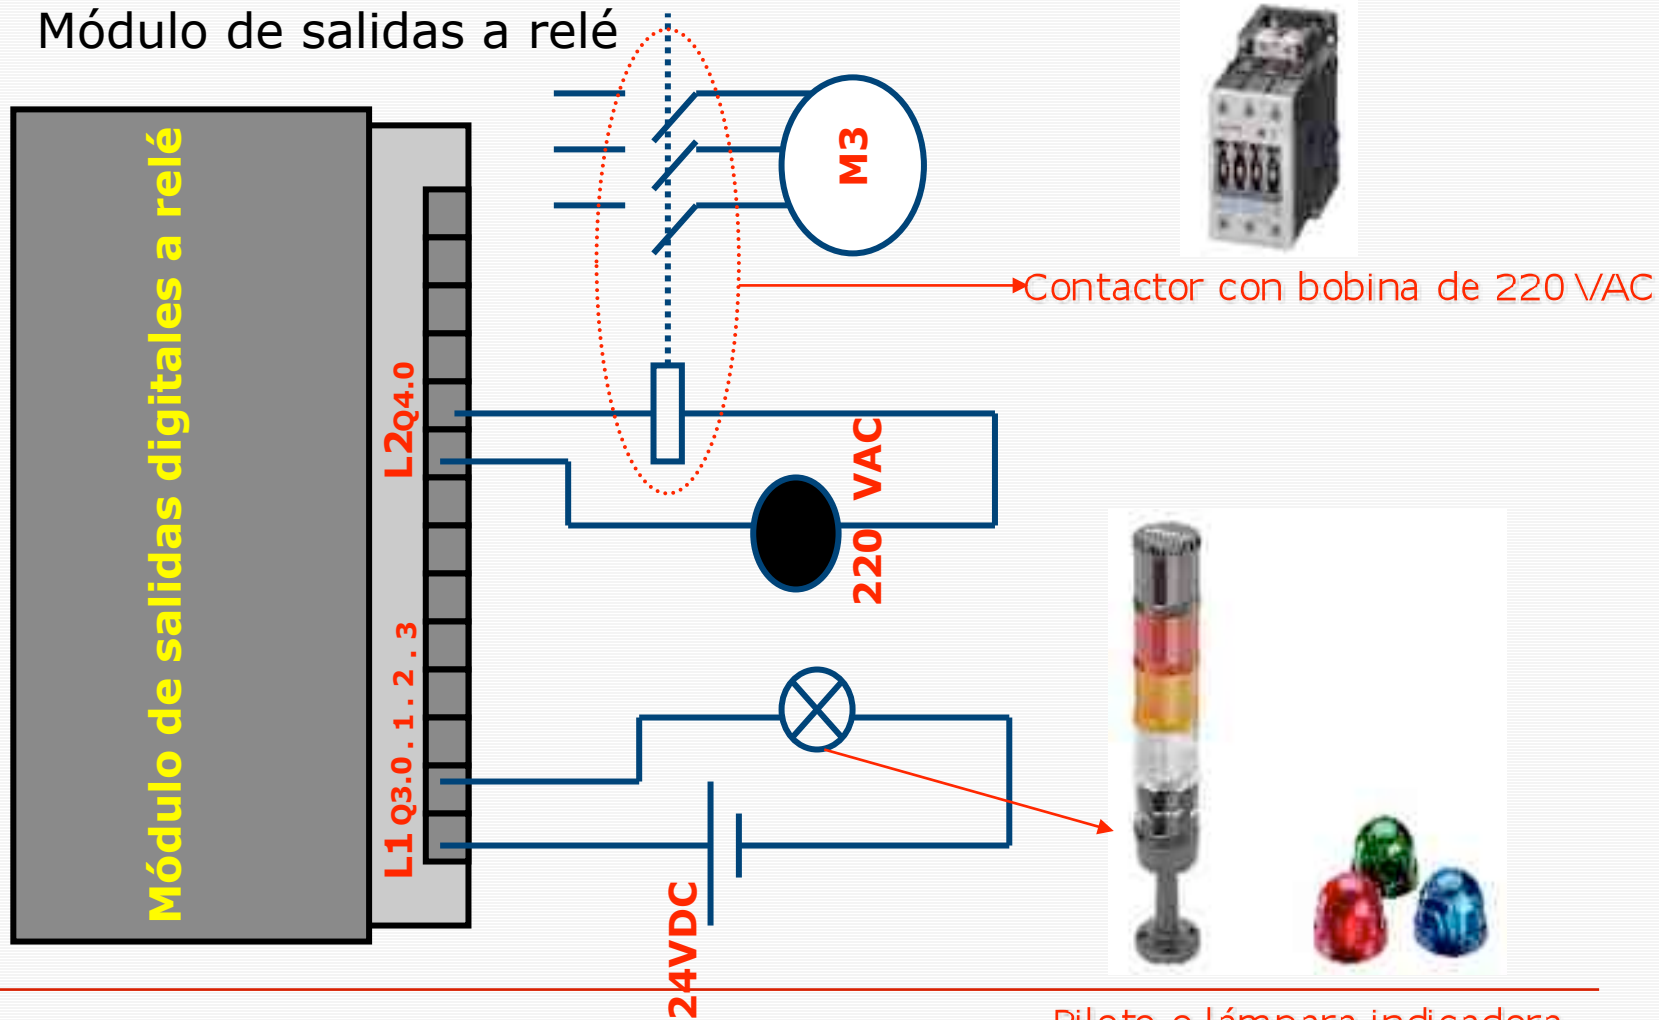 Módulo de salidas a relé
Módulo de salidas digitales a relé
M3
Contactor con bobina de 220 VAC
L2 Q4.0
220 VAC
L1 Q3.0 . 1 . 2 . 3
24VDC
Piloto o lámpara indicadora